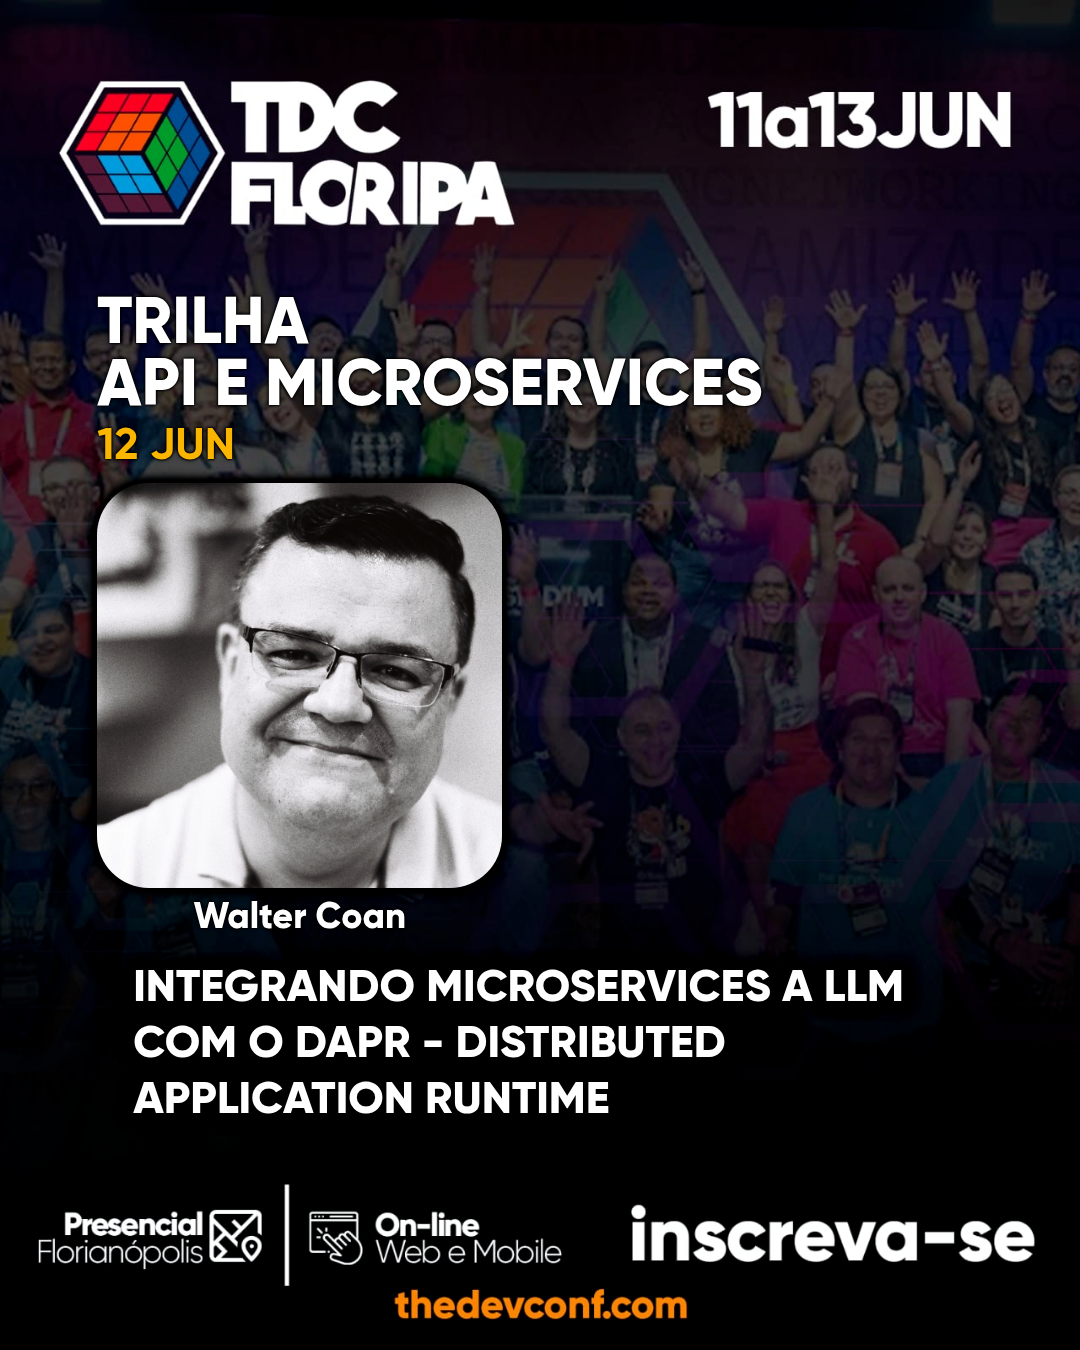 TDC
FLORIPA
11a13JUN
TRILHA
API E MICROSERVICES
12 JUN
Walter Coan
INTEGRANDO MICROSERVICES A LLM
COM O DAPR - DISTRIBUTED
APPLICATION RUNTIME
Presencial
Florianópolis
On-line
Web e Mobile
inscreva-se
thedevconf.com